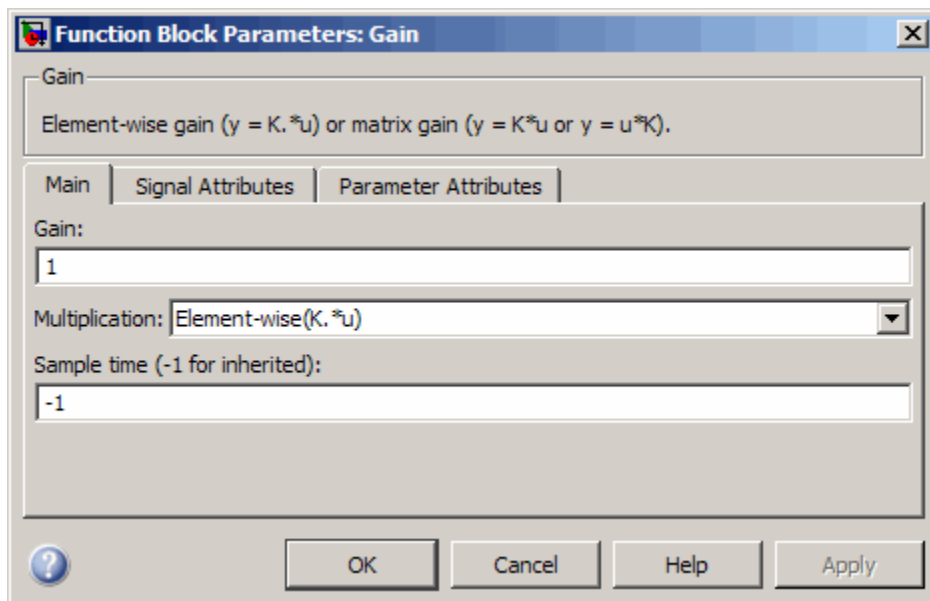 Function Block Parameters: Gain
Gain
Element-wise gain (y = K.*u) or matrix gain (y = K*u or y = u*K).
Main Signal Attributes Parameter Attributes
Gain:
1
Multiplication: Element-wise(K.*u)
Sample time (-1 for inherited):
-1
OK Cancel Help Apply